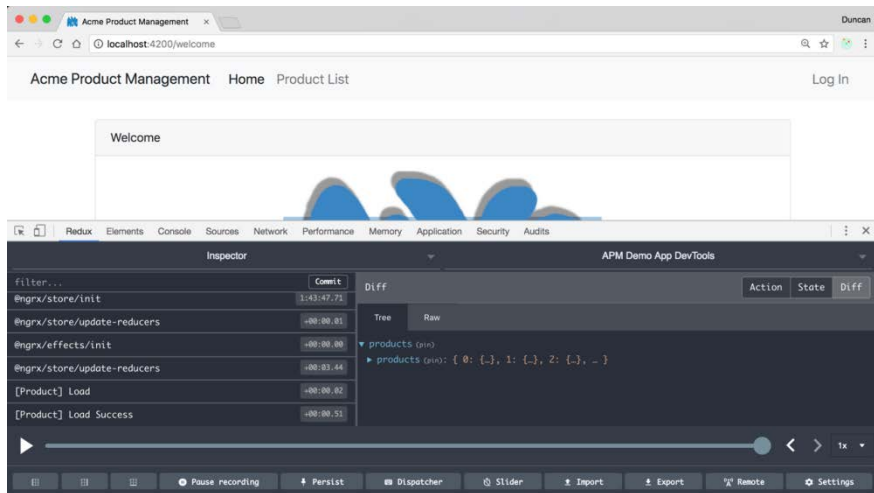 Acme Product Management ×
Duncan
localhost:4200/welcome
Acme Product Management Home Product List Log In
Welcome
Redux Elements Console Sources Network Performance Memory Application Security Audits
Inspector APM Demo App DevTools
filter... Commit
Diff Action State Diff
@ngrx/store/init 1:43:47.71
Tree Raw
@ngrx/store/update-reducers +00:00.01
@ngrx/effects/init +00:00.00
@ngrx/store/update-reducers +00:03.44
[Product] Load +00:00.02
[Product] Load Success +00:00.51
▼ products (pin)
▶ products (pin): { 0: {…}, 1: {…}, 2: {…}, … }
1x
Pause recording Persist Dispatcher Slider Import Export Remote Settings